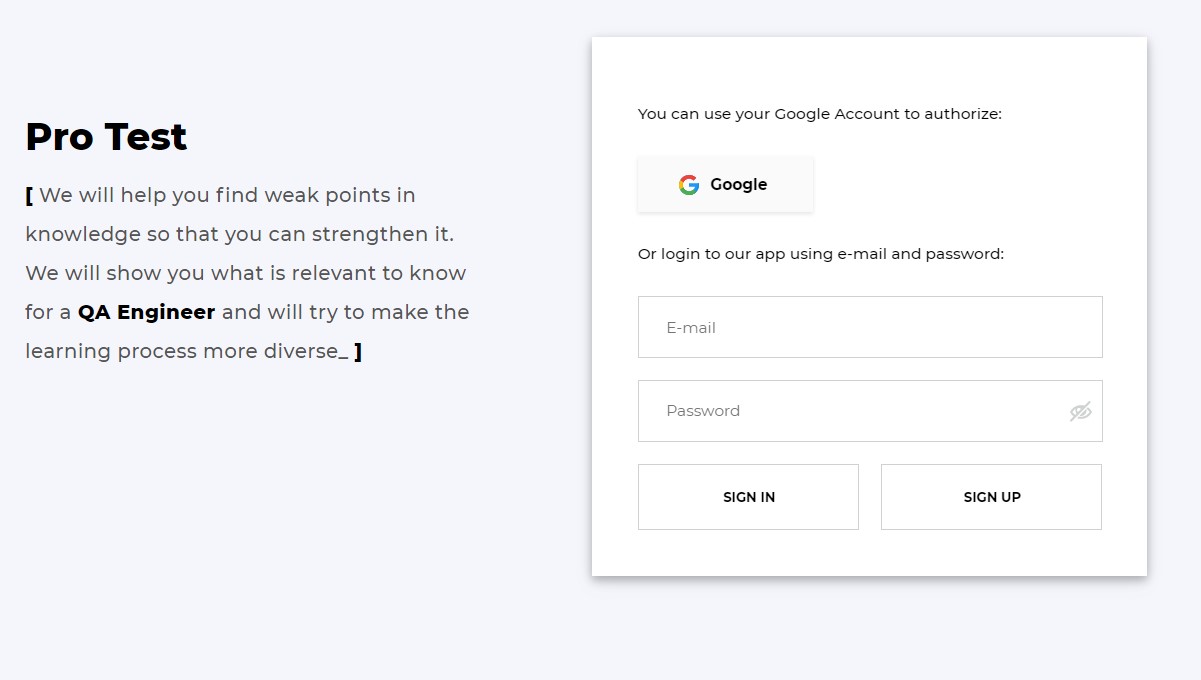 Pro Test
[ We will help you find weak points in
knowledge so that you can strengthen it.
We will show you what is relevant to know
for a QA Engineer and will try to make the
learning process more diverse_ ]
You can use your Google Account to authorize:
Google
Or login to our app using e-mail and password:
E-mail
Password
SIGN IN
SIGN UP